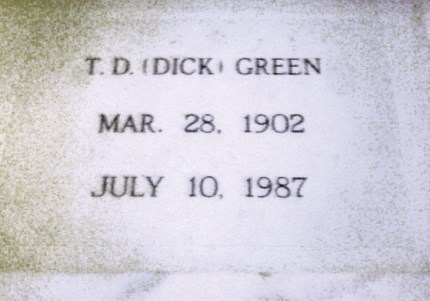 T. D. (DICK) GREEN
MAR. 28, 1902
JULY 10, 1987